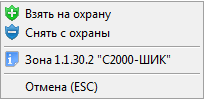 Взять на охрану
Снять с охраны
Зона 1.1.30.2 "С2000-ШИК"
Отмена (ESC)